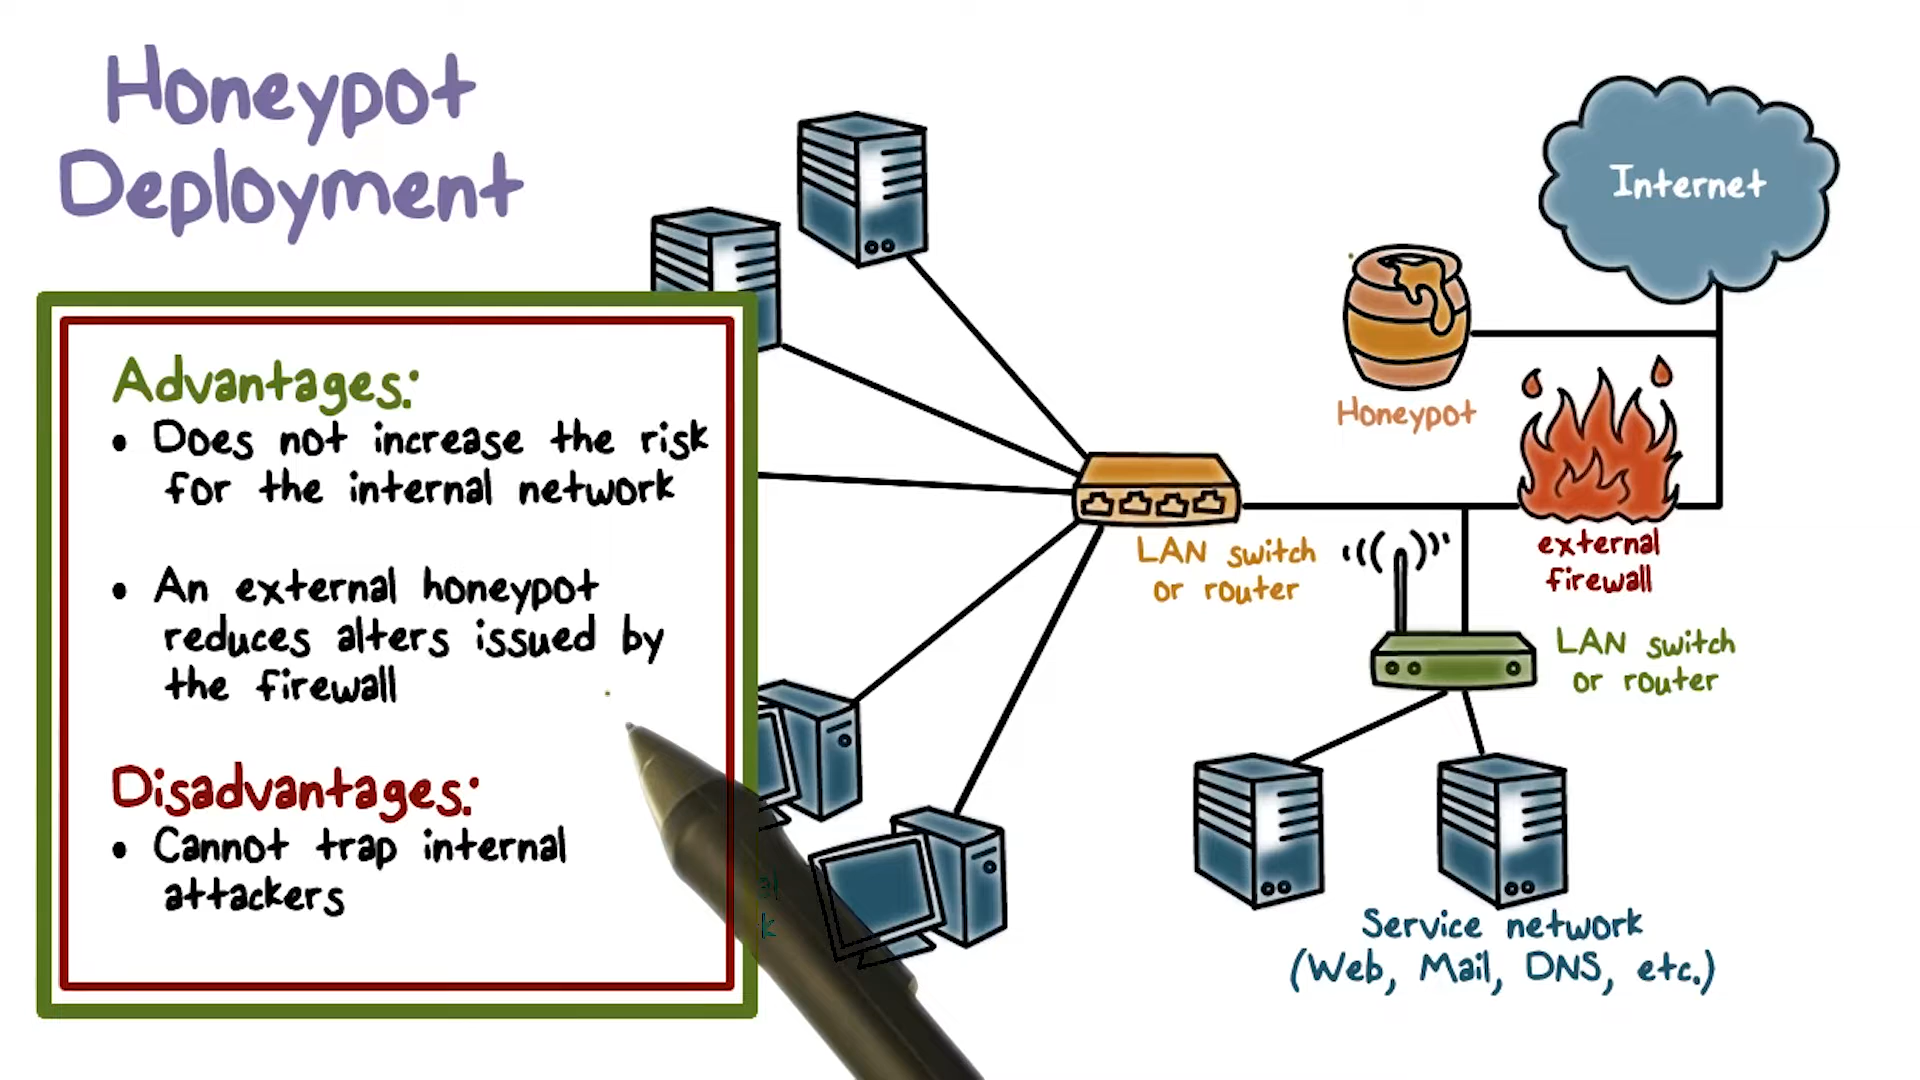 Honeypot
Deployment
Advantages:
• Does not increase the risk
for the internal network
• An external honeypot
reduces alters issued by
the firewall
Disadvantages:
• Cannot trap internal
attackers
Internet
Honeypot
external
firewall
LAN switch
or router
LAN switch
or router
Service network
(Web, Mail, DNS, etc.)